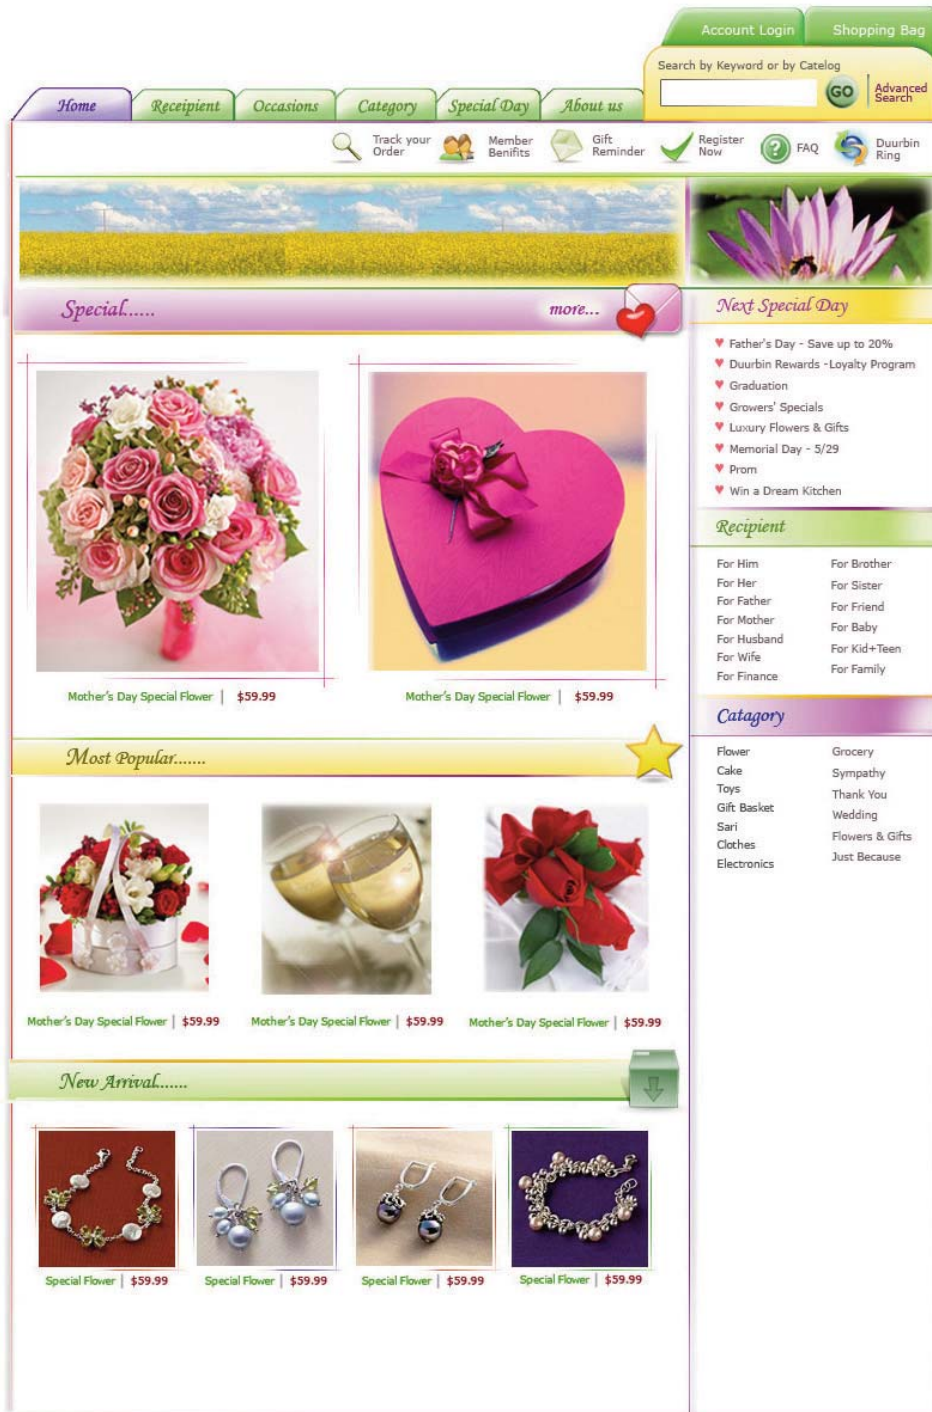 Account Login
Shopping Bag
Search by Keyword or by Catelog
GO
Advanced
Search
Home
Receipient
Occasions
Category
Special Day
About us
Track your
Order
Member
Benifits
Gift
Reminder
Register
Now
FAQ
Duurbin
Ring
Special......
more...
Next Special Day
Father's Day - Save up to 20%
Duurbin Rewards -Loyalty Program
Graduation
Growers' Specials
Luxury Flowers & Gifts
Memorial Day - 5/29
Prom
Win a Dream Kitchen
Mother's Day Special Flower | $59.99
Mother's Day Special Flower | $59.99
Recipient
For Him
For Her
For Father
For Mother
For Husband
For Wife
For Finance
For Brother
For Sister
For Friend
For Baby
For Kid+Teen
For Family
Catagory
Flower
Cake
Toys
Gift Basket
Sari
Clothes
Electronics
Grocery
Sympathy
Thank You
Wedding
Flowers & Gifts
Just Because
Most Popular.......
Mother's Day Special Flower | $59.99
Mother's Day Special Flower | $59.99
Mother's Day Special Flower | $59.99
New Arrival.......
Special Flower | $59.99
Special Flower | $59.99
Special Flower | $59.99
Special Flower | $59.99